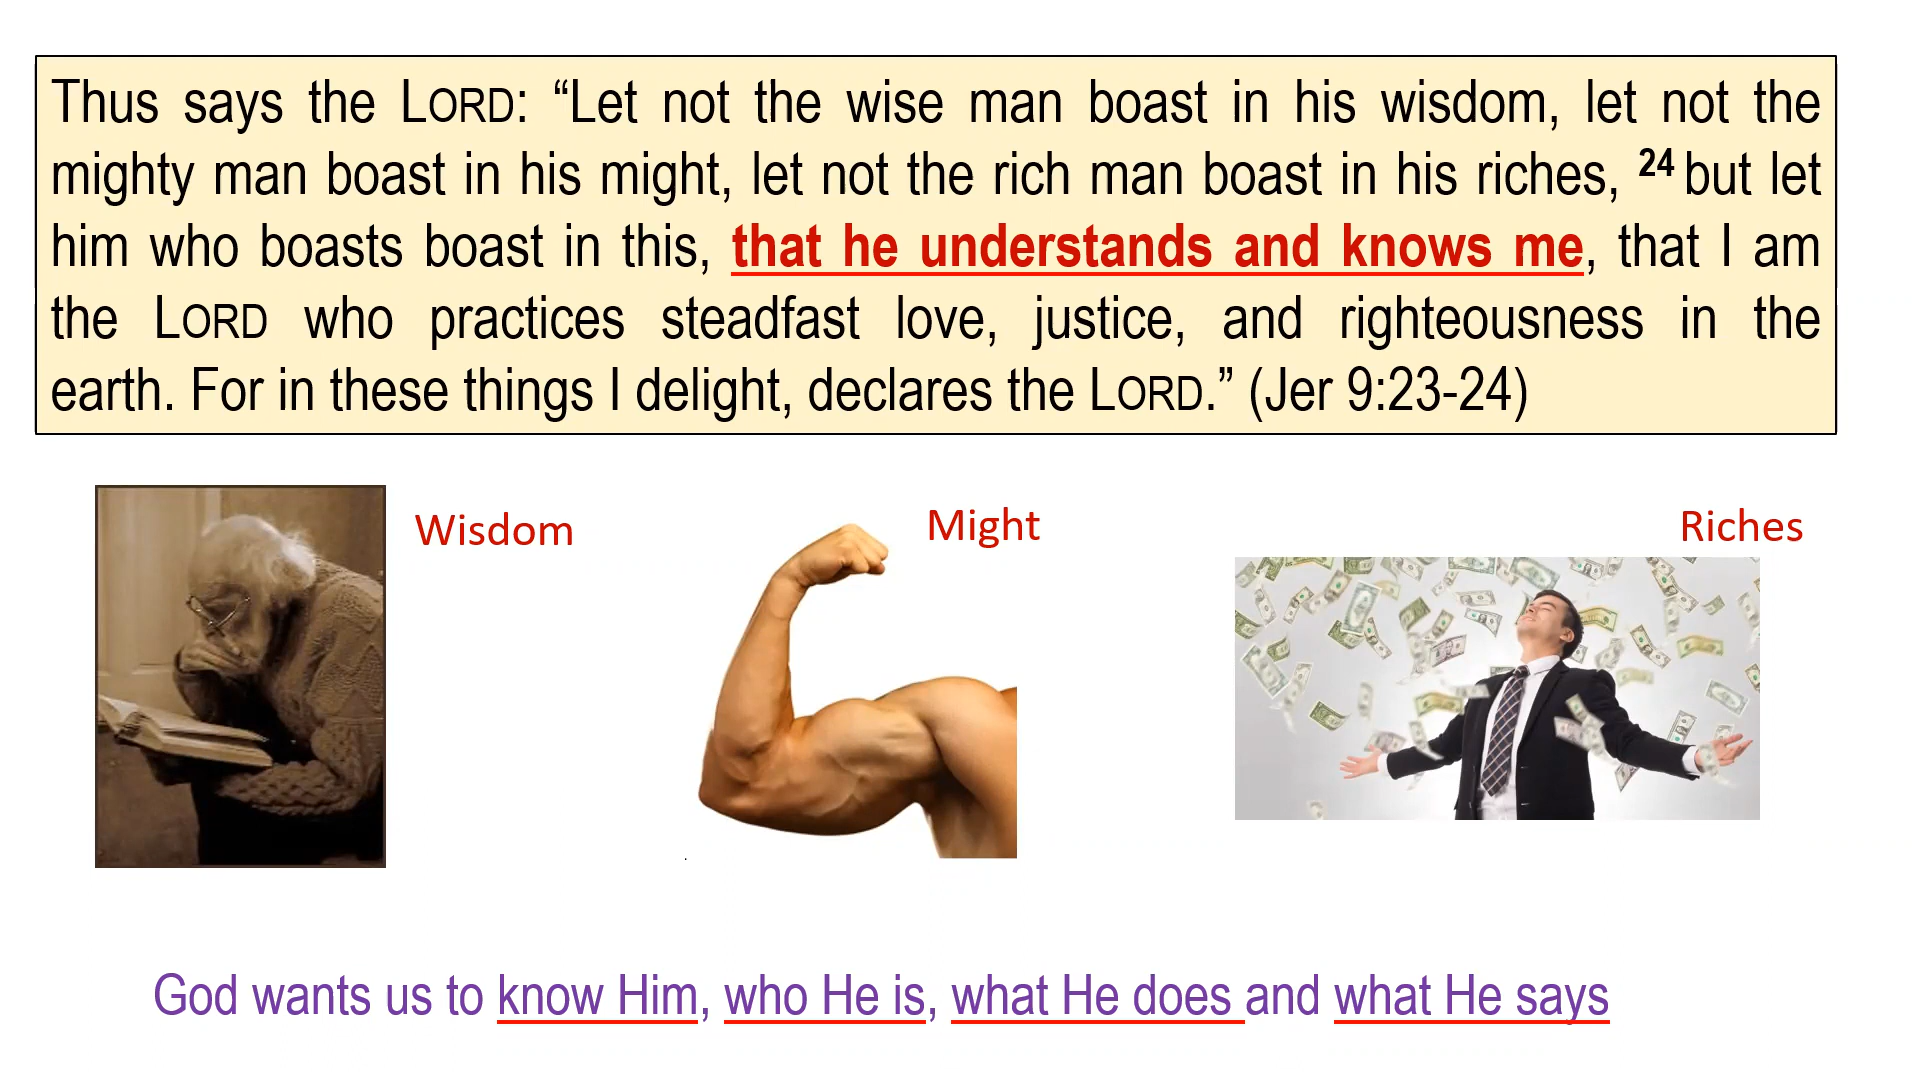 Thus says the LORD: “Let not the wise man boast in his wisdom, let not the
mighty man boast in his might, let not the rich man boast in his riches, 24 but let
him who boasts boast in this, that he understands and knows me, that I am
the LORD who practices steadfast love, justice, and righteousness in the
earth. For in these things I delight, declares the LORD.” (Jer 9:23-24)
Wisdom
Might
Riches
God wants us to know Him, who He is, what He does and what He says